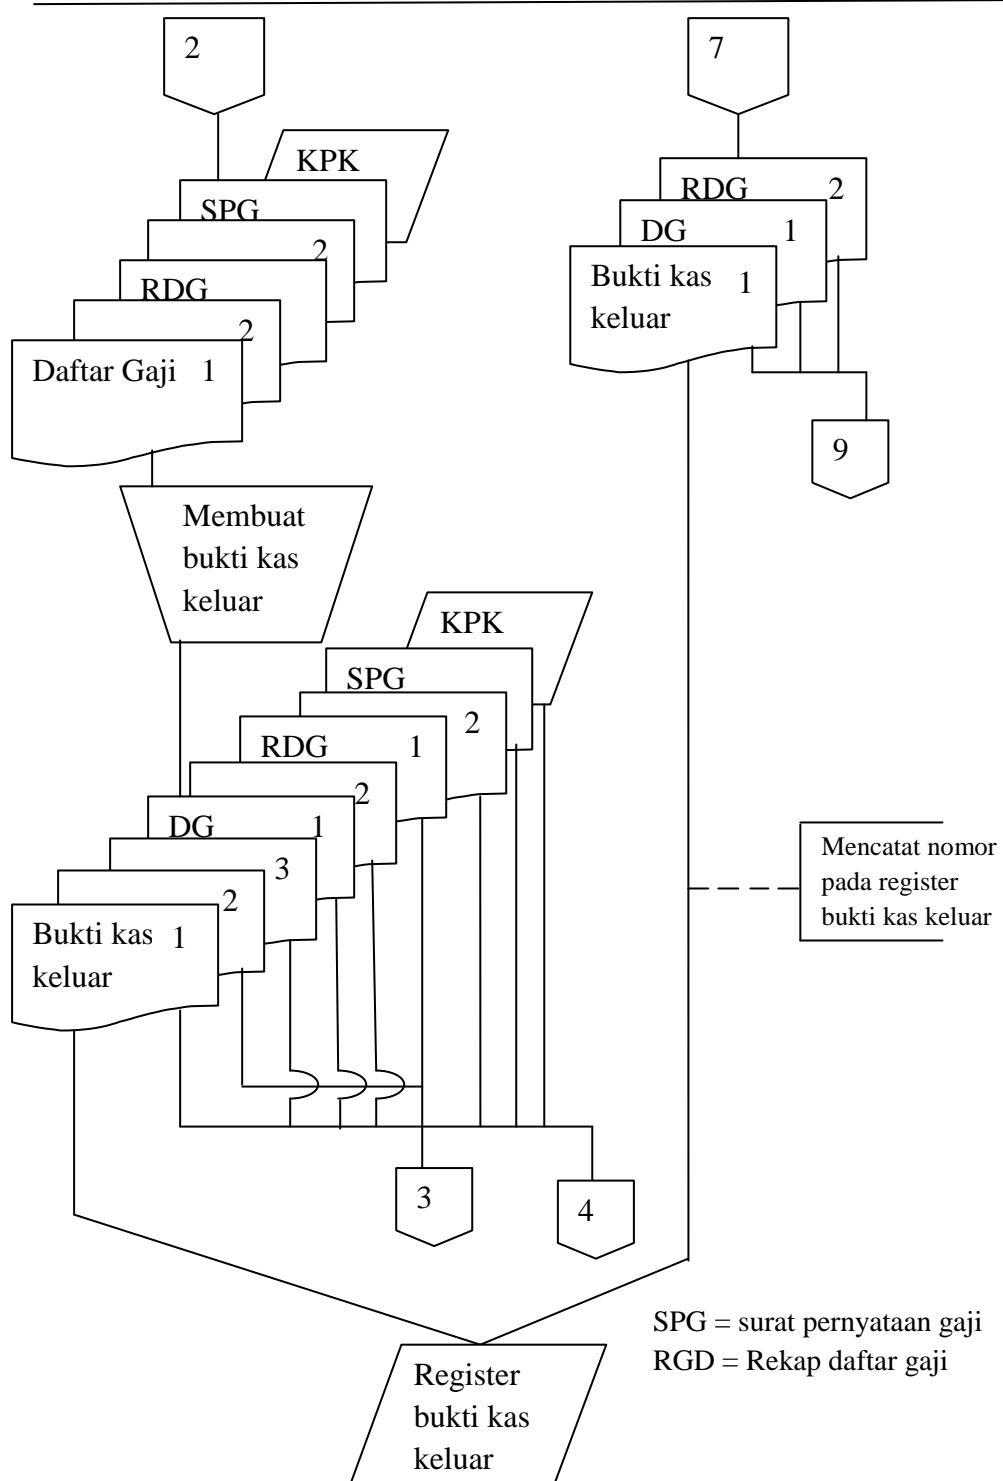 2
KPK
SPG
2
RDG
2
Daftar Gaji 1
Membuat
bukti kas
keluar
KPK
SPG
2
RDG 1
2
DG 1
3
2
Bukti kas 1
keluar
3
4
7
RDG 2
DG 1
Bukti kas 1
keluar
9
Mencatat nomor
pada register
bukti kas keluar
SPG = surat pernyataan gaji
RGD = Rekap daftar gaji
Register
bukti kas
keluar